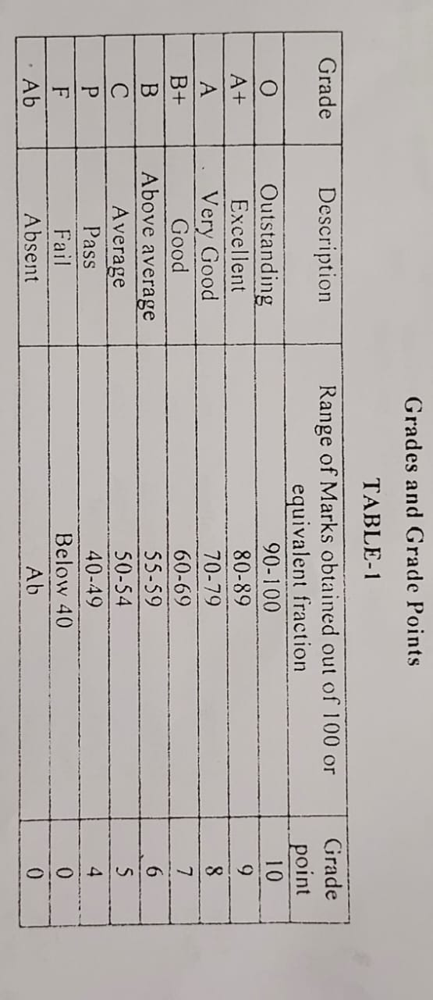 Grades and Grade Points
TABLE-1
Grade Description Range of Marks obtained out of 100 or equivalent fraction Grade point
O Outstanding 90-100 10
A+ Excellent 80-89 9
A Very Good 70-79 8
B+ Good 60-69 7
B Above average 55-59 6
C Average 50-54 5
P Pass 40-49 4
F Fail Below 40 0
Ab Absent Ab 0